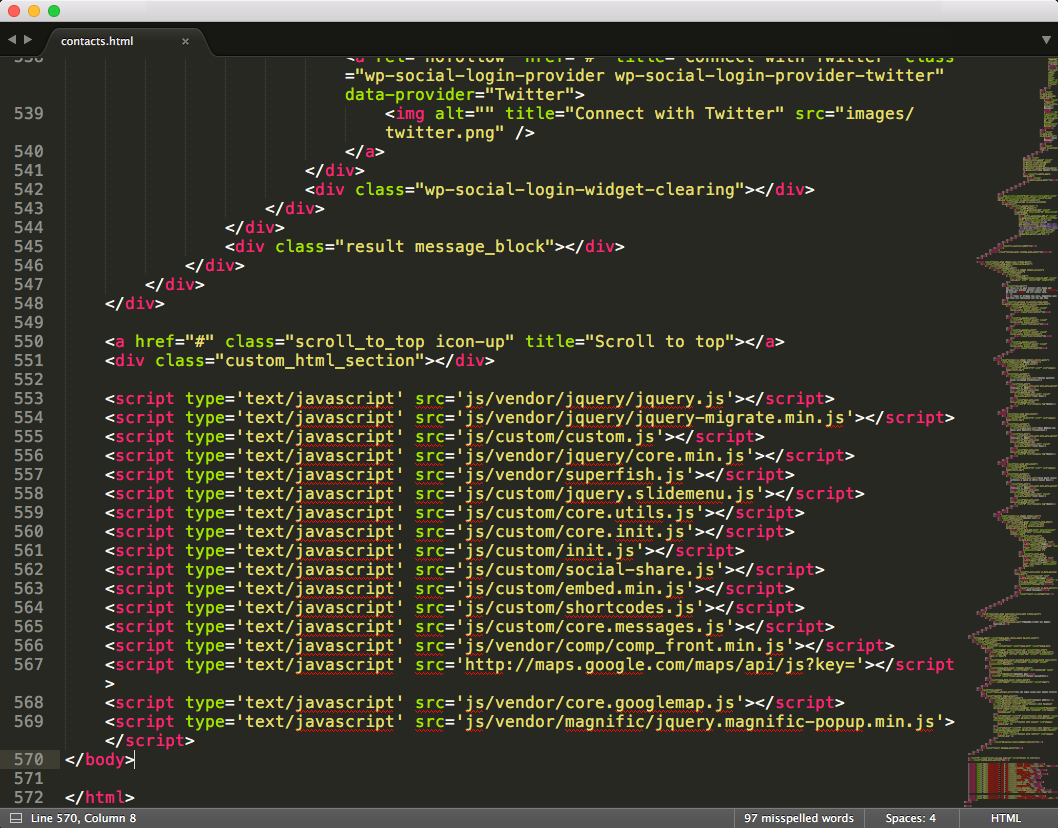 contacts.html
538 <a rel="nofollow" href="#" title="Connect with Twitter" class
="wp-social-login-provider wp-social-login-provider-twitter"
data-provider="Twitter">
539 <img alt="" title="Connect with Twitter" src="images/
twitter.png" />
540 </a>
541 </div>
542 <div class="wp-social-login-widget-clearing"></div>
543 </div>
544 </div>
545 <div class="result message_block"></div>
546 </div>
547 </div>
548 </div>
549
550 <a href="#" class="scroll_to_top icon-up" title="Scroll to top"></a>
551 <div class="custom_html_section"></div>
552
553 <script type='text/javascript' src='js/vendor/jquery/jquery.js'></script>
554 <script type='text/javascript' src='js/vendor/jquery/jquery-migrate.min.js'></script>
555 <script type='text/javascript' src='js/custom/custom.js'></script>
556 <script type='text/javascript' src='js/vendor/jquery/core.min.js'></script>
557 <script type='text/javascript' src='js/vendor/superfish.js'></script>
558 <script type='text/javascript' src='js/custom/jquery.slidemenu.js'></script>
559 <script type='text/javascript' src='js/custom/core.utils.js'></script>
560 <script type='text/javascript' src='js/custom/core.init.js'></script>
561 <script type='text/javascript' src='js/custom/init.js'></script>
562 <script type='text/javascript' src='js/custom/social-share.js'></script>
563 <script type='text/javascript' src='js/custom/embed.min.js'></script>
564 <script type='text/javascript' src='js/custom/shortcodes.js'></script>
565 <script type='text/javascript' src='js/custom/core.messages.js'></script>
566 <script type='text/javascript' src='js/vendor/comp/comp_front.min.js'></script>
567 <script type='text/javascript' src='http://maps.google.com/maps/api/js?key='></script
>
568 <script type='text/javascript' src='js/vendor/core.googlemap.js'></script>
569 <script type='text/javascript' src='js/vendor/magnific/jquery.magnific-popup.min.js'>
</script>
570 </body>
571
572 </html>
Line 570, Column 8 97 misspelled words Spaces: 4 HTML